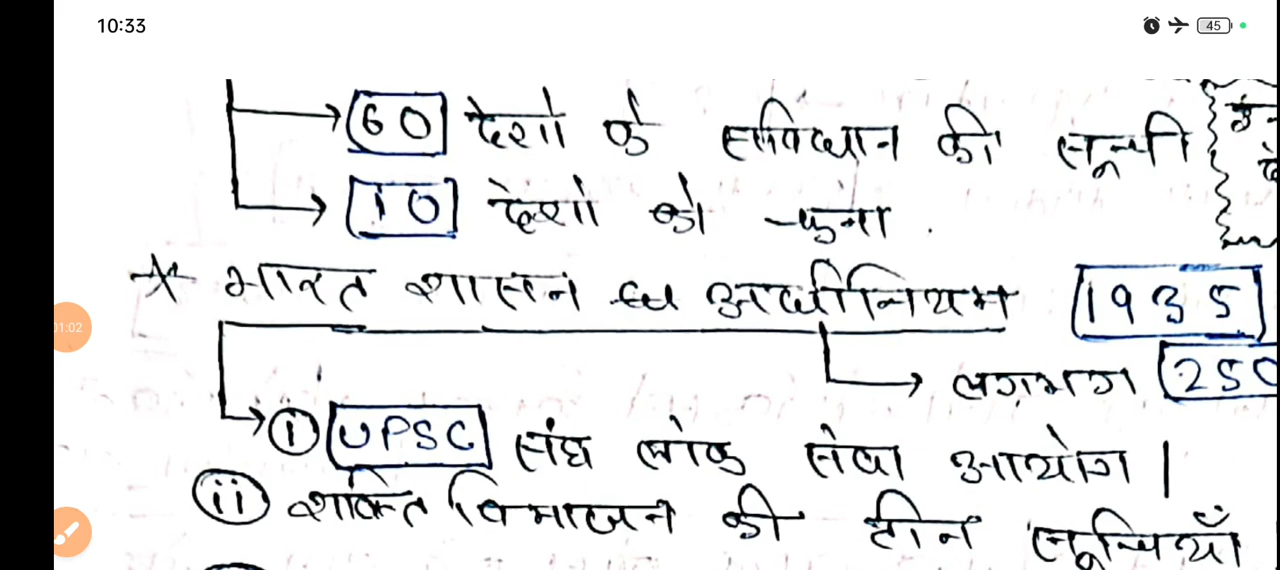 10:33
45
60 देशो के संविधान की सूची
10 देशो को चुना .
* भारत शासन अधीनियम 1935
01:02
लगभग 250
i UPSC संघ लोक सेवा आयोग |
ii शक्ति विभाजन की तीन सूचियाँ